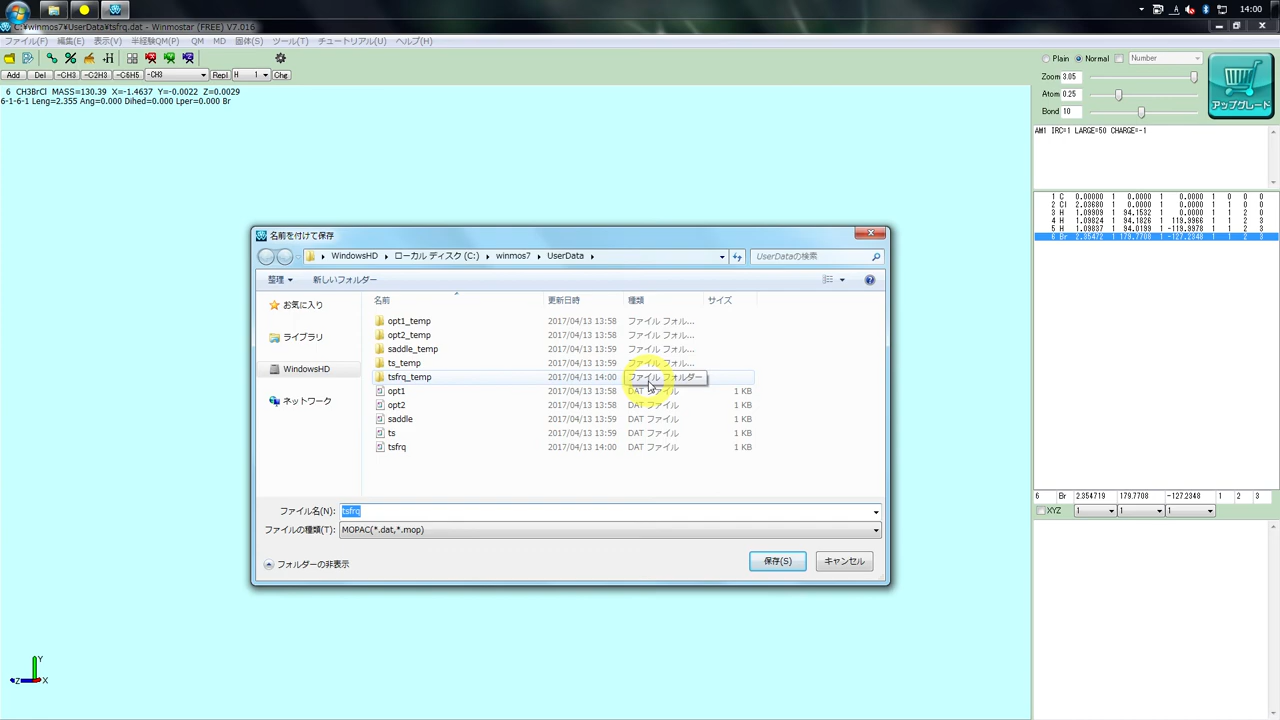 14:00
C:\winmos7\UserData\tsfrq.dat - Winmostar (FREE) V7.016
ファイル(F) 編集(E) 表示(V) 半経験QM(P) QM MD 固体(S) ツール(T) チュートリアル(U) ヘルプ(H)
Add Del -CH3 -C2H3 -C6H5 -CH3 Repl H 1 Chg
Plain Normal Number
Zoom 3.05
Atom 0.25
Bond 10
アップグレード
6 CH3BrCl MASS=130.39 X=-1.4637 Y=-0.0022 Z=0.0029
6-1-6-1 Leng=2.355 Ang=0.000 Dihed=0.000 Lper=0.000 Br
AM1 IRC=1 LARGE=50 CHARGE=-1
1 C 0.00000 1 0.0000 1 0.0000 1 0 0 0
2 Cl 2.03680 1 0.0000 1 0.0000 1 1 0 0
3 H 1.09909 1 94.1532 1 0.0000 1 1 2 0
4 H 1.09824 1 94.1826 1 119.9966 1 1 2 3
5 H 1.09837 1 94.0199 1 -119.9978 1 1 2 3
6 Br 2.35472 1 179.7708 1 -127.2348 1 1 2 3
6 Br 2.354719 179.7708 -127.2348 1 2 3
XYZ 1 1 1
名前を付けて保存
WindowsHD ローカル ディスク (C:) winmos7 UserData
UserDataの検索
整理 新しいフォルダー
名前 更新日時 種類 サイズ
お気に入り
ライブラリ
WindowsHD
ネットワーク
opt1_temp 2017/04/13 13:58 ファイル フォル...
opt2_temp 2017/04/13 13:58 ファイル フォル...
saddle_temp 2017/04/13 13:59 ファイル フォル...
ts_temp 2017/04/13 13:59 ファイル フォル...
tsfrq_temp 2017/04/13 14:00 ファイル フォルダー
opt1 2017/04/13 13:58 DAT ファイル 1 KB
opt2 2017/04/13 13:58 DAT ファイル 1 KB
saddle 2017/04/13 13:59 DAT ファイル 1 KB
ts 2017/04/13 13:59 DAT ファイル 1 KB
tsfrq 2017/04/13 14:00 DAT ファイル 1 KB
ファイル名(N): tsfrq
ファイルの種類(T): MOPAC(*.dat,*.mop)
フォルダーの非表示
保存(S) キャンセル
Y
Z X